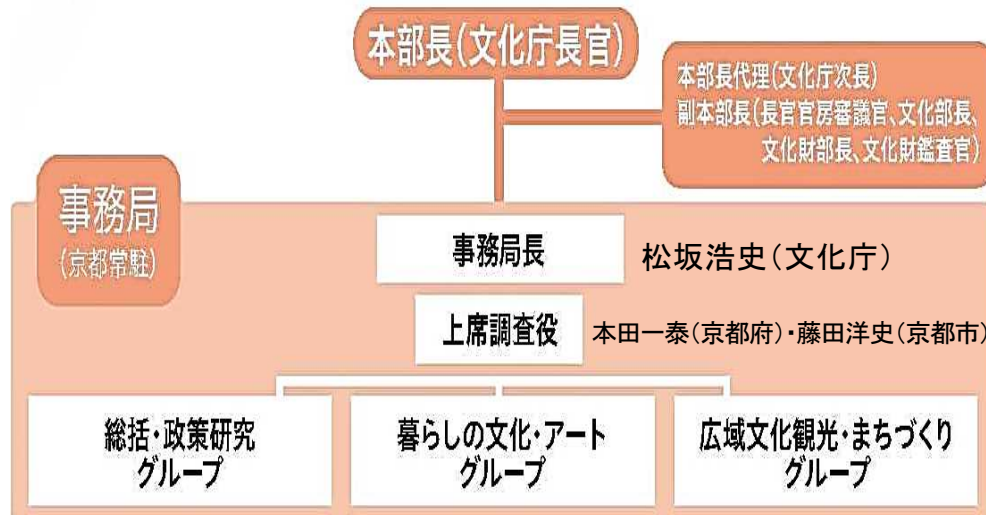 本部長(文化庁長官)
本部長代理(文化庁次長)
副本部長(長官官房審議官、文化部長、
文化財部長、文化財鑑査官)
事務局
(京都常駐)
事務局長
松坂浩史(文化庁)
上席調査役
本田一泰(京都府)・藤田洋史(京都市)
総括・政策研究
グループ
暮らしの文化・アート
グループ
広域文化観光・まちづくり
グループ